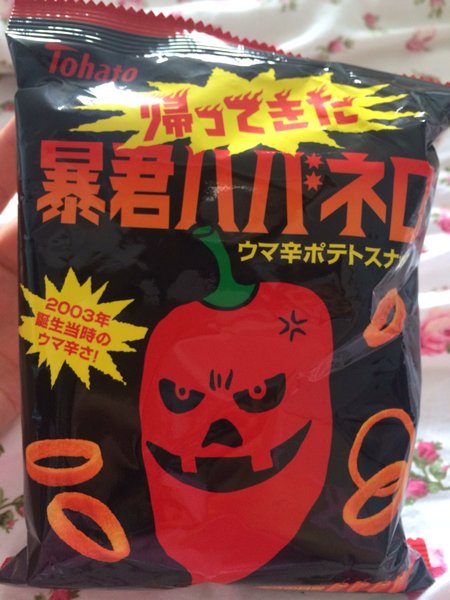 Tohato
帰ってきた
暴君ハバネロ
ウマ辛ポテトスナ
2003年
誕生当時の
ウマ辛さ!